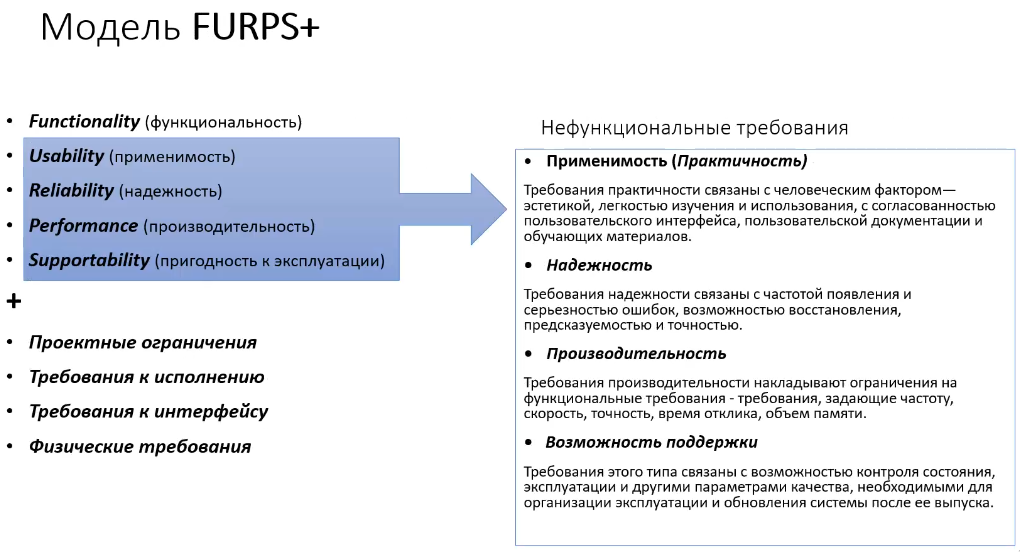 Модель FURPS+
• Functionality (функциональность)
• Usability (применимость)
• Reliability (надежность)
• Performance (производительность)
• Supportability (пригодность к эксплуатации)
+
• Проектные ограничения
• Требования к исполнению
• Требования к интерфейсу
• Физические требования
Нефункциональные требования
• Применимость (Практичность)
Требования практичности связаны с человеческим фактором—
эстетикой, легкостью изучения и использования, с согласованностью
пользовательского интерфейса, пользовательской документации и
обучающих материалов.
• Надежность
Требования надежности связаны с частотой появления и
серьезностью ошибок, возможностью восстановления,
предсказуемостью и точностью.
• Производительность
Требования производительности накладывают ограничения на
функциональные требования - требования, задающие частоту,
скорость, точность, время отклика, объем памяти.
• Возможность поддержки
Требования этого типа связаны с возможностью контроля состояния,
эксплуатации и другими параметрами качества, необходимыми для
организации эксплуатации и обновления системы после ее выпуска.